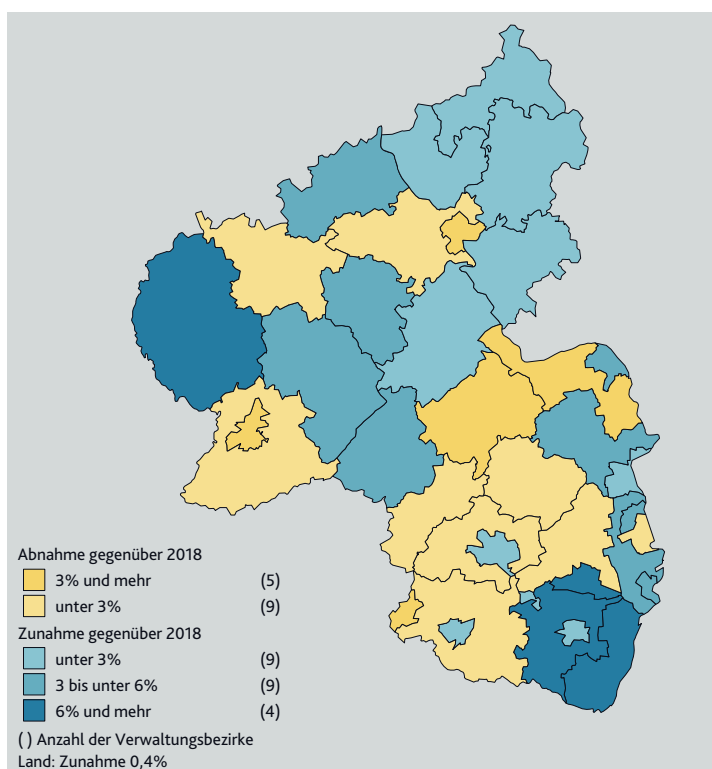 Abnahme gegenüber 2018
3% und mehr (5)
unter 3% (9)
Zunahme gegenüber 2018
unter 3% (9)
3 bis unter 6% (9)
6% und mehr (4)
( ) Anzahl der Verwaltungsbezirke
Land: Zunahme 0,4%